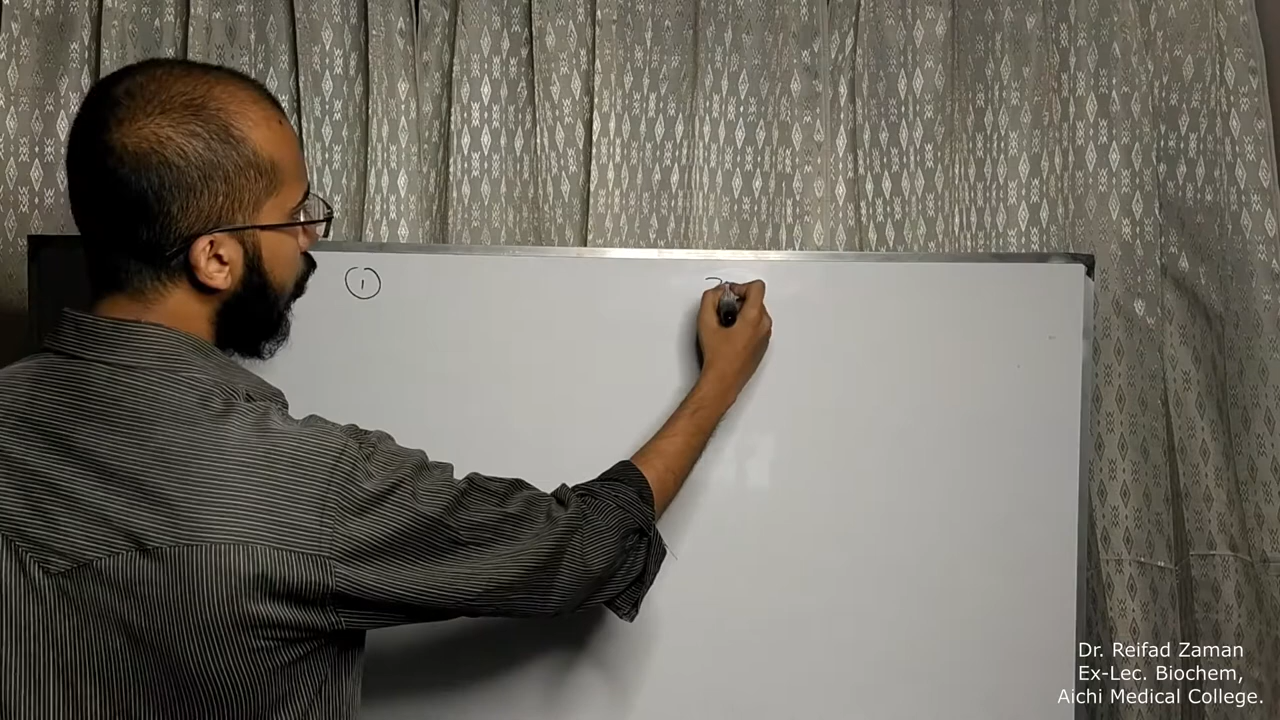 ①
Dr. Reifad Zaman
Ex-Lec. Biochem,
Aichi Medical College.